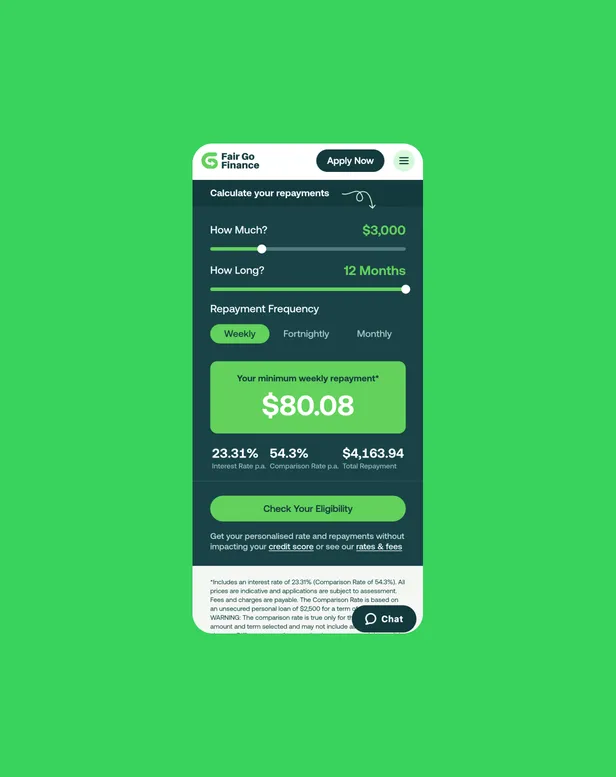 Fair Go
Finance
Apply Now
Calculate your repayments
How Much? $3,000
How Long? 12 Months
Repayment Frequency
Weekly Fortnightly Monthly
Your minimum weekly repayment*
$80.08
23.31% 54.3% $4,163.94
Interest Rate p.a. Comparison Rate p.a. Total Repayment
Check Your Eligibility
Get your personalised rate and repayments without
impacting your credit score or see our rates & fees
*Includes an interest rate of 23.31% (Comparison Rate of 54.3%). All
prices are indicative and applications are subject to assessment.
Fees and charges are payable. The Comparison Rate is based on
an unsecured personal loan of $2,500 for a term of
WARNING: The comparison rate is true only for
amount and term selected and may not include
Chat